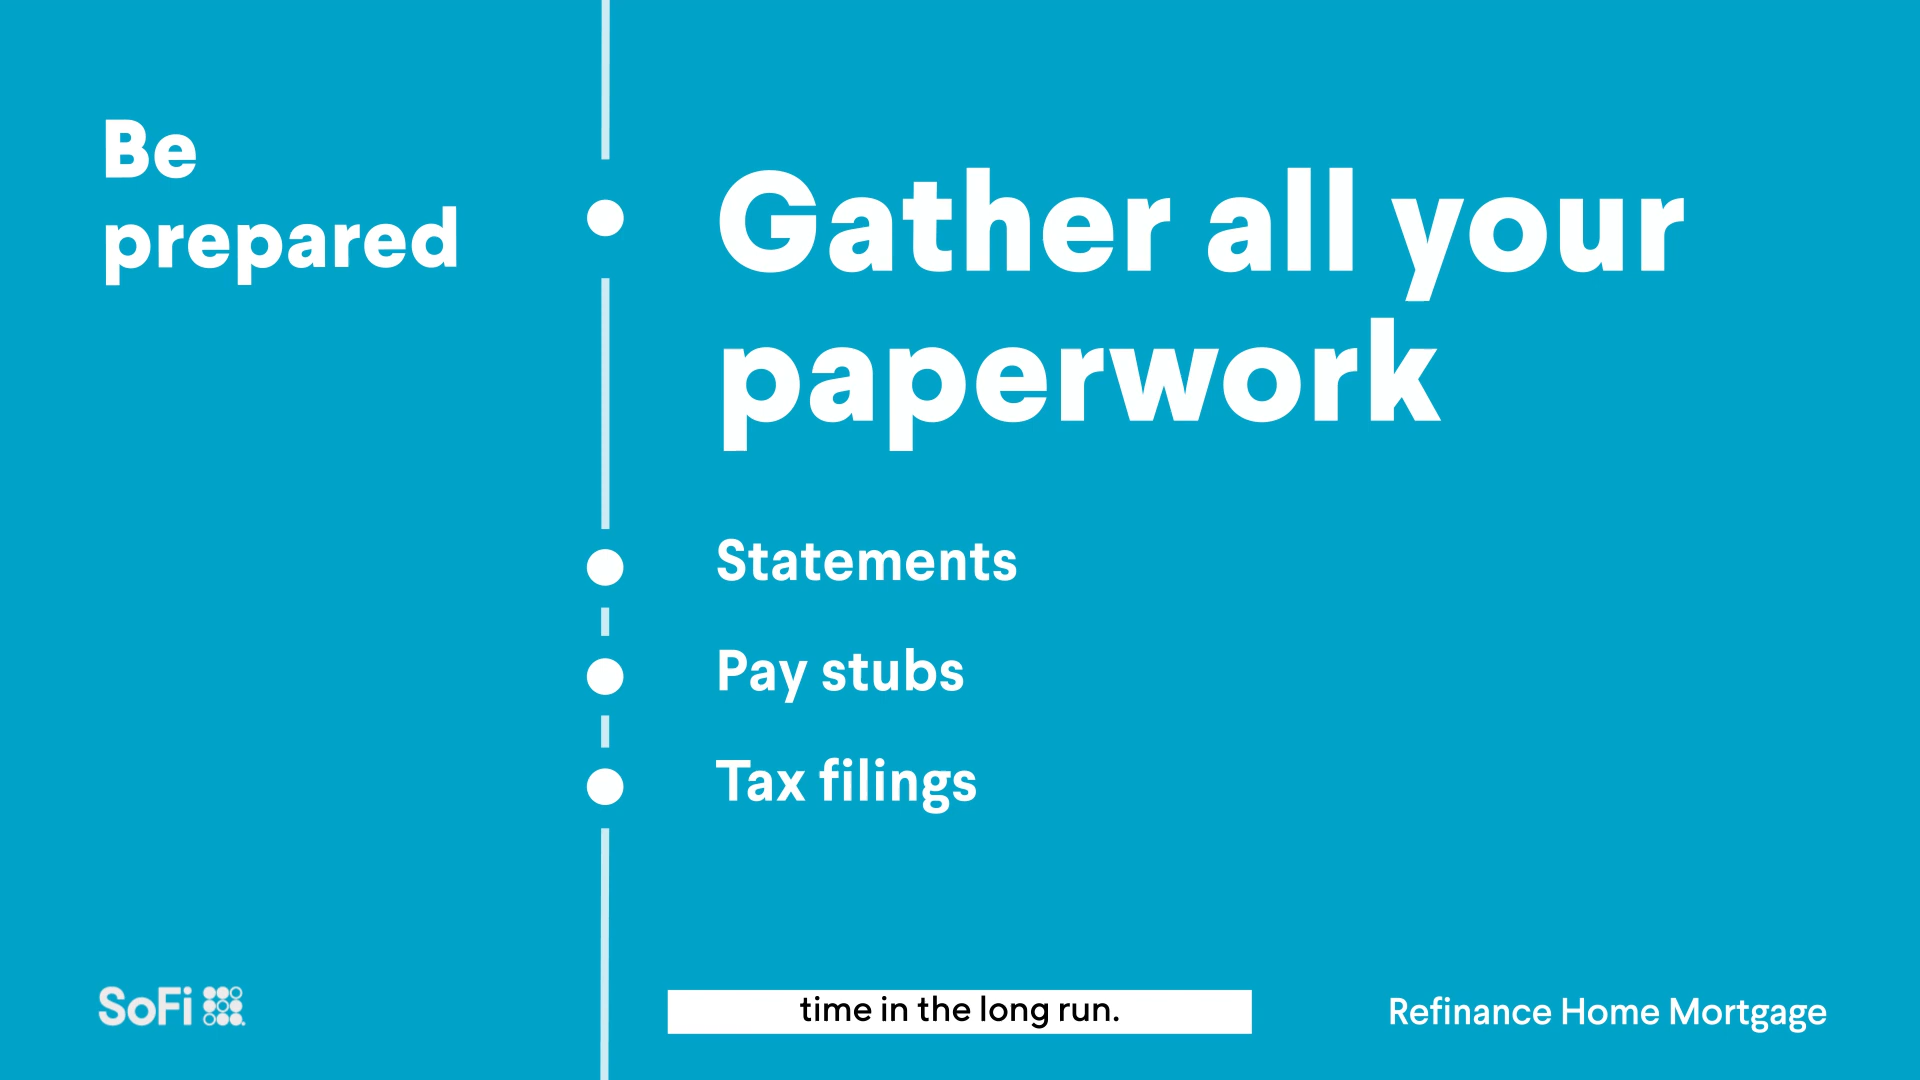 Be
prepared
Gather all your
paperwork
Statements
Pay stubs
Tax filings
SoFi
time in the long run.
Refinance Home Mortgage